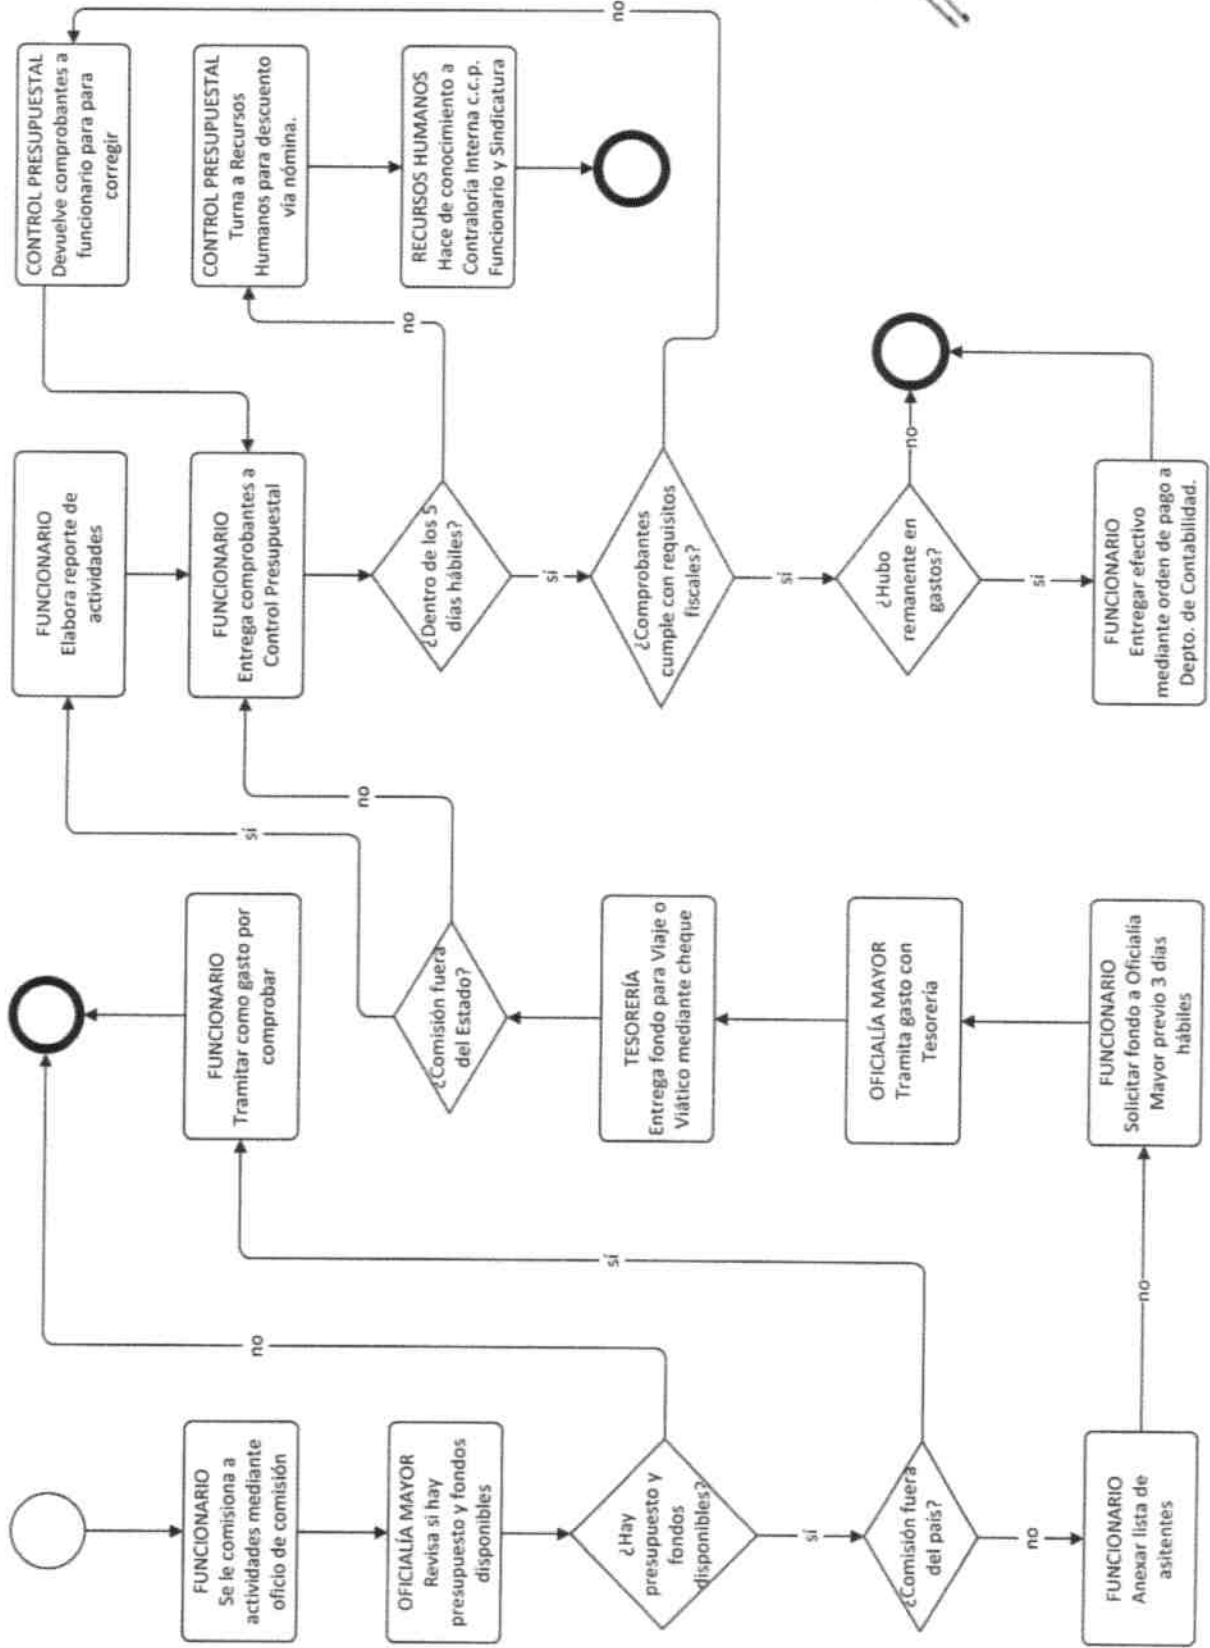 FUNCIONARIO
Se le comisiona a
actividades mediante
oficio de comisión
OFICIALÍA MAYOR
Revisa si hay
presupuesto y fondos
disponibles
¿Hay
presupuesto y
fondos
disponibles?
no
sí
¿Comisión fuera
del país?
sí
no
FUNCIONARIO
Anexar lista de
asitentes
no
FUNCIONARIO
Tramitar como gasto por
comprobar
¿Comisión fuera
del Estado?
sí
no
TESORERÍA
Entrega fondo para Viaje o
Viático mediante cheque
OFICIALÍA MAYOR
Tramita gasto con
Tesorería
FUNCIONARIO
Solicitar fondo a Oficialía
Mayor previo 3 días
hábiles
FUNCIONARIO
Elabora reporte de
actividades
FUNCIONARIO
Entrega comprobantes a
Control Presupuestal
¿Dentro de los 5
días hábiles?
no
sí
¿Comprobantes
cumple con requisitos
fiscales?
no
sí
¿Hubo
remanente en
gastos?
no
sí
FUNCIONARIO
Entregar efectivo
mediante orden de pago a
Depto. de Contabilidad.
CONTROL PRESUPUESTAL
Devuelve comprobantes a
funcionario para para
corregir
CONTROL PRESUPUESTAL
Turna a Recursos
Humanos para descuento
vía nómina.
RECURSOS HUMANOS
Hace de conocimiento a
Contraloría Interna c.c.p.
Funcionario y Sindicatura